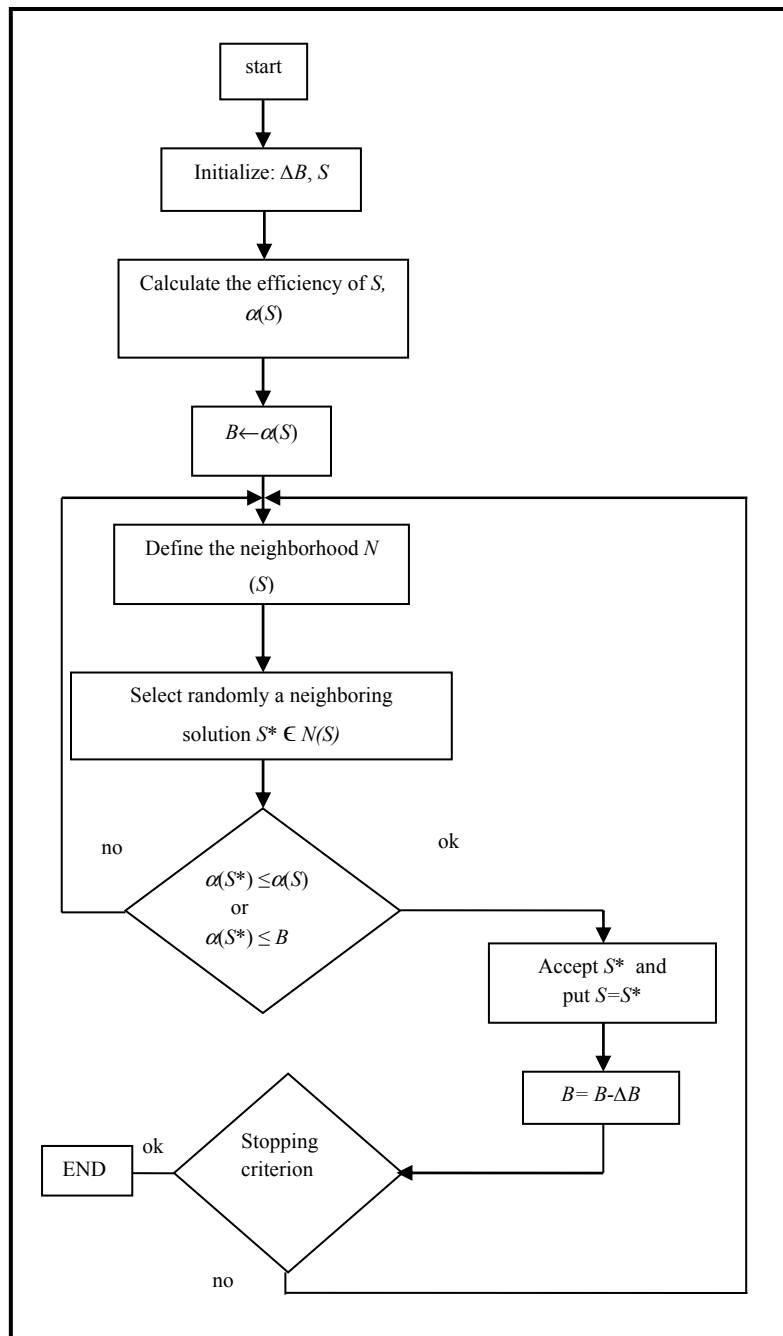 start
Initialize: ΔB, S
Calculate the efficiency of S,
α(S)
B←α(S)
Define the neighborhood N
(S)
Select randomly a neighboring
solution S* ∈ N(S)
no
ok
α(S*) ≤α(S)
or
α(S*) ≤ B
Accept S* and
put S=S*
B= B-ΔB
Stopping
criterion
ok
END
no